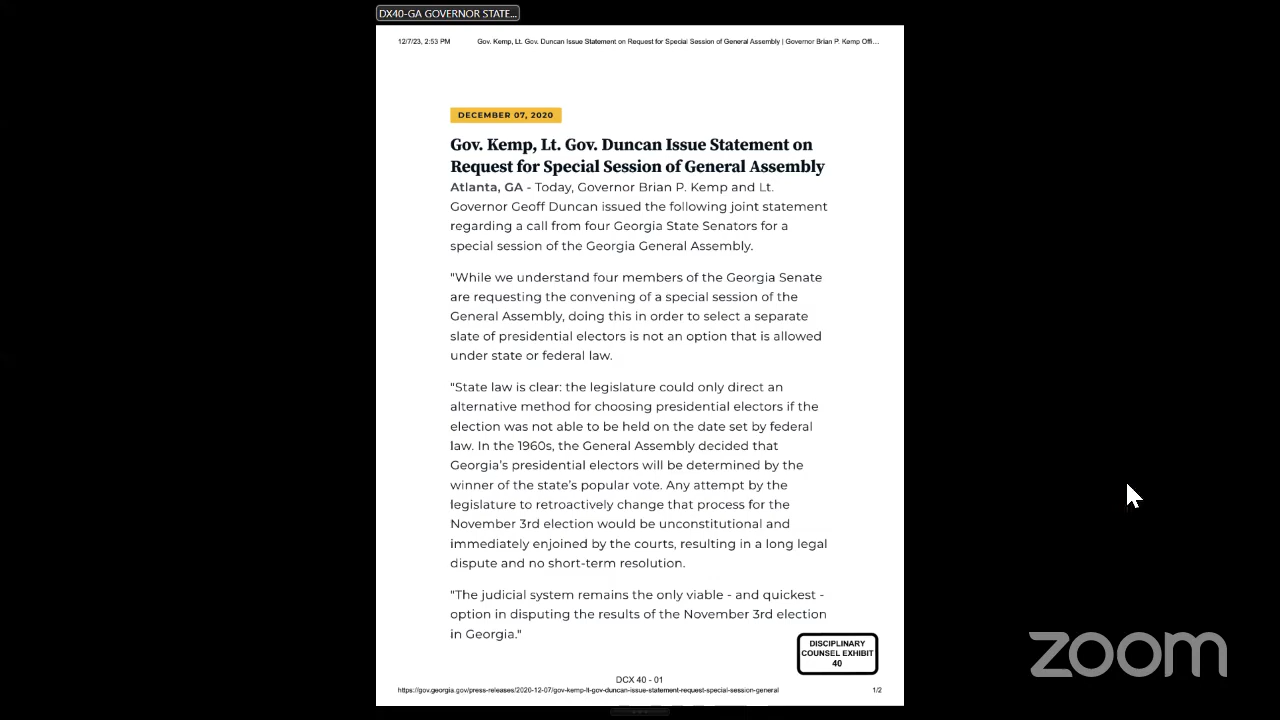 DX40-GA GOVERNOR STATE...
12/7/23, 2:53 PM
Gov. Kemp, Lt. Gov. Duncan Issue Statement on Request for Special Session of General Assembly | Governor Brian P. Kemp Offi...
DECEMBER 07, 2020
Gov. Kemp, Lt. Gov. Duncan Issue Statement on
Request for Special Session of General Assembly
Atlanta, GA - Today, Governor Brian P. Kemp and Lt.
Governor Geoff Duncan issued the following joint statement
regarding a call from four Georgia State Senators for a
special session of the Georgia General Assembly.
"While we understand four members of the Georgia Senate
are requesting the convening of a special session of the
General Assembly, doing this in order to select a separate
slate of presidential electors is not an option that is allowed
under state or federal law.
"State law is clear: the legislature could only direct an
alternative method for choosing presidential electors if the
election was not able to be held on the date set by federal
law. In the 1960s, the General Assembly decided that
Georgia's presidential electors will be determined by the
winner of the state's popular vote. Any attempt by the
legislature to retroactively change that process for the
November 3rd election would be unconstitutional and
immediately enjoined by the courts, resulting in a long legal
dispute and no short-term resolution.
"The judicial system remains the only viable - and quickest -
option in disputing the results of the November 3rd election
in Georgia."
DISCIPLINARY
COUNSEL EXHIBIT
40
DCX 40 - 01
https://gov.georgia.gov/press-releases/2020-12-07/gov-kemp-lt-gov-duncan-issue-statement-request-special-session-general
1/2
zoom